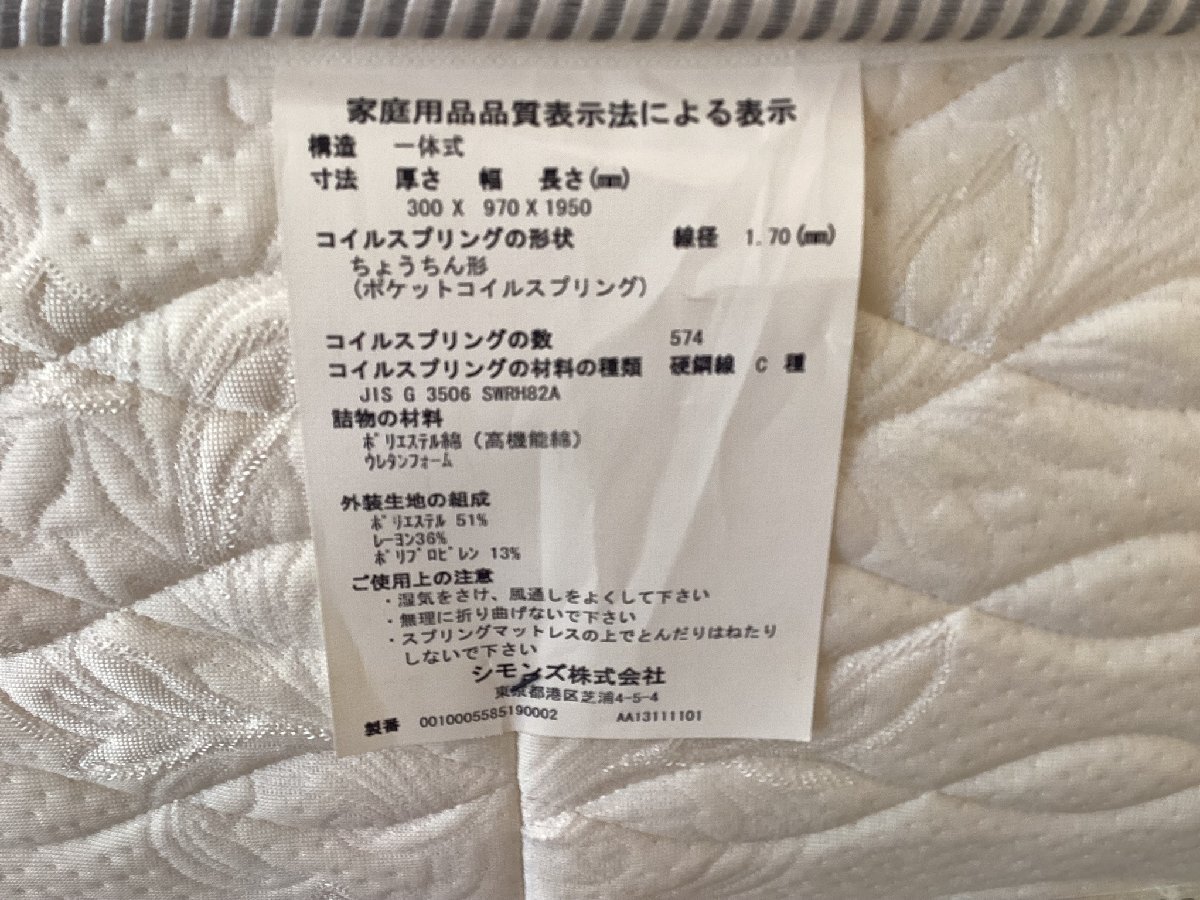 家庭用品品質表示法による表示
構造 一体式
寸法 厚さ 幅 長さ(㎜)
300 X 970 X 1950
コイルスプリングの形状 線径 1.70(㎜)
ちょうちん形
(ポケットコイルスプリング)
コイルスプリングの数 574
コイルスプリングの材料の種類 硬鋼線 C 種
JIS G 3506 SWRH82A
詰物の材料
ﾎﾟﾘｴｽﾃﾙ綿(高機能綿)
ｳﾚﾀﾝﾌｫｰﾑ
外装生地の組成
ﾎﾟﾘｴｽﾃﾙ 51%
ﾚｰﾖﾝ36%
ﾎﾟﾘﾌﾟﾛﾋﾟﾚﾝ 13%
ご使用上の注意
・湿気をさけ、風通しをよくして下さい
・無理に折り曲げないで下さい
・スプリングマットレスの上でとんだりはねたり
しないで下さい
シモンズ株式会社
東京都港区芝浦4-5-4
製番 0010005585190002 AA13111101